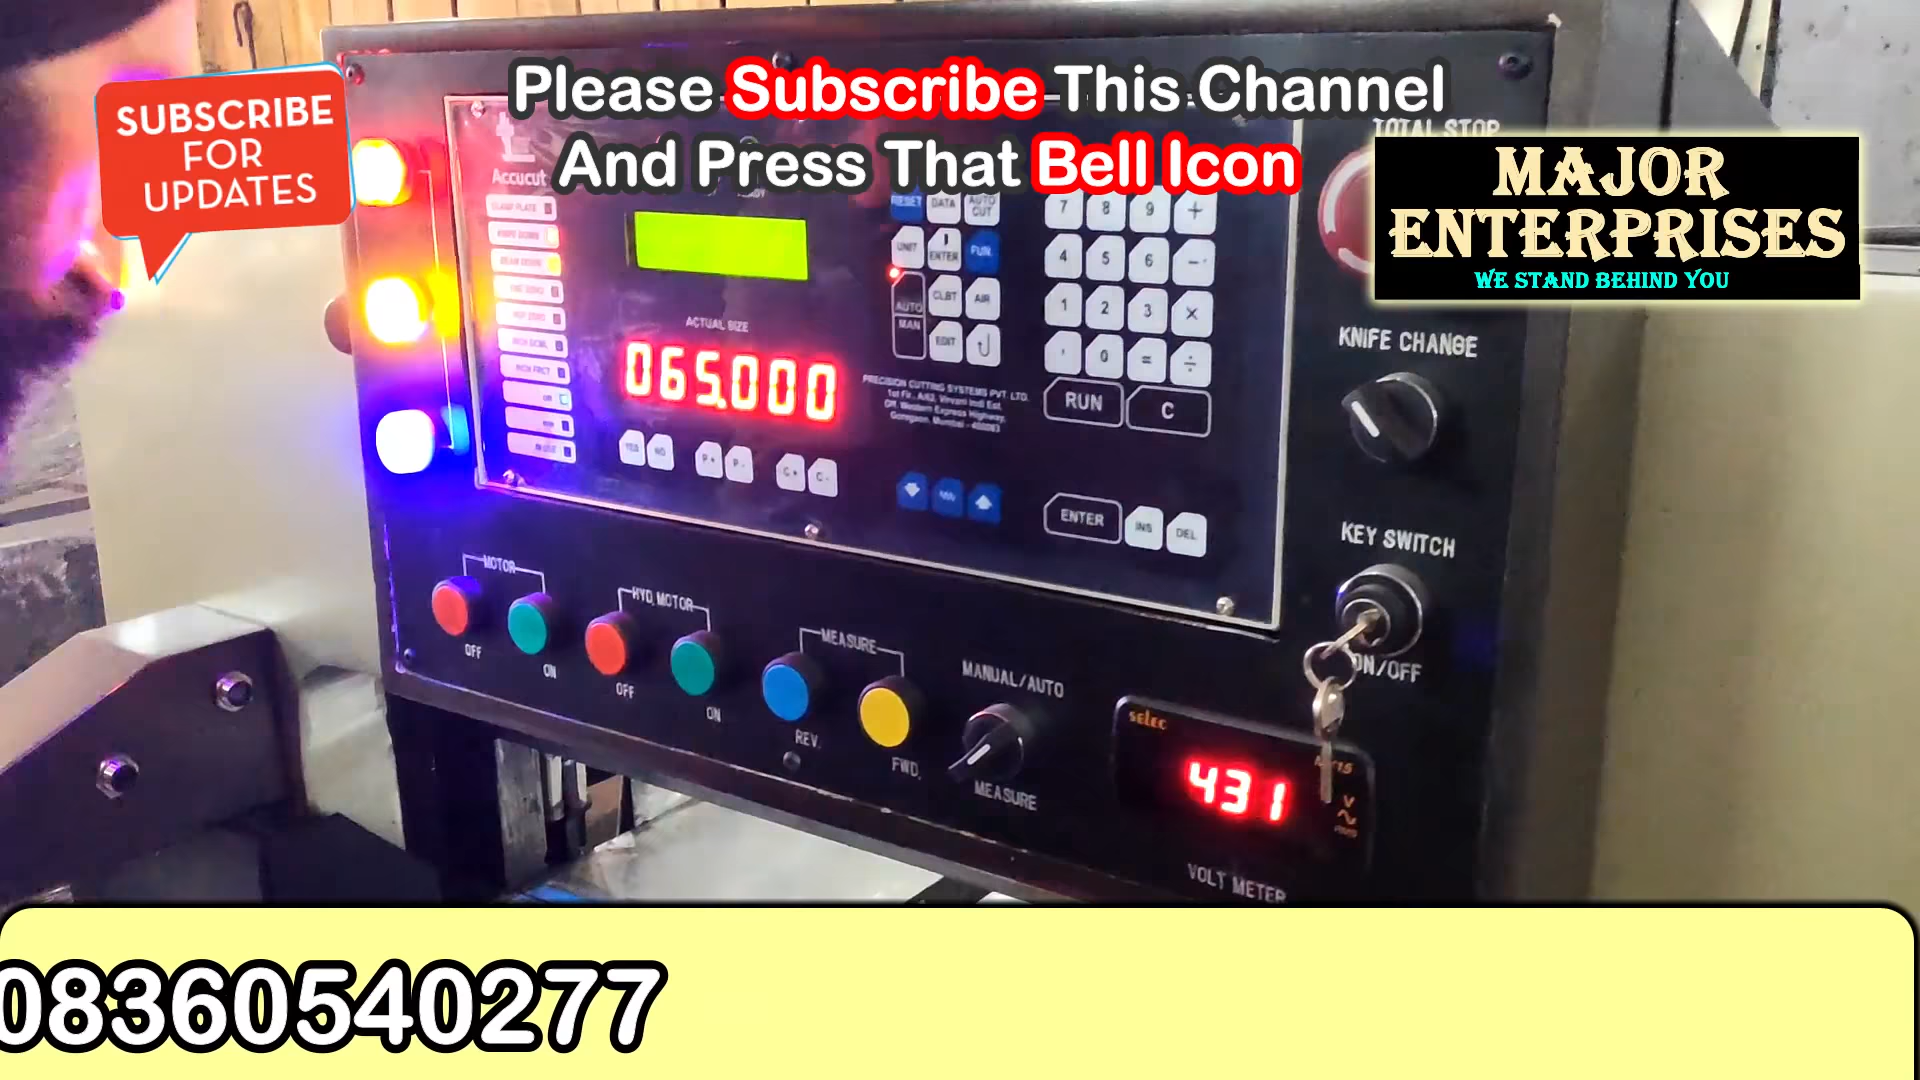 Please Subscribe This Channel
And Press That Bell Icon
SUBSCRIBE
FOR
UPDATES
MAJOR
ENTERPRISES
WE STAND BEHIND YOU
TOTAL STOP
Accucut
READY
CLAMP PLATE
KNIFE DOWN
RESET DATA AUTO CUT
UNIT ENTER FUN
AUTO CLBT AIR
MAN EDIT
7 8 9 +
4 5 6 -
1 2 3 ×
0 = ÷
RUN C
ACTUAL SIZE
065.000
PRECISION CUTTING SYSTEMS PVT. LTD.
Off. Western Express Highway,
Goregaon, Mumbai - 400063
YES NO P+ P- C+ C-
ENTER INS DEL
KNIFE CHANGE
KEY SWITCH
ON/OFF
MOTOR
OFF ON
HYD. MOTOR
OFF ON
MEASURE
REV. FWD.
MANUAL/AUTO
MEASURE
selec
431
V
VOLT METER
08360540277